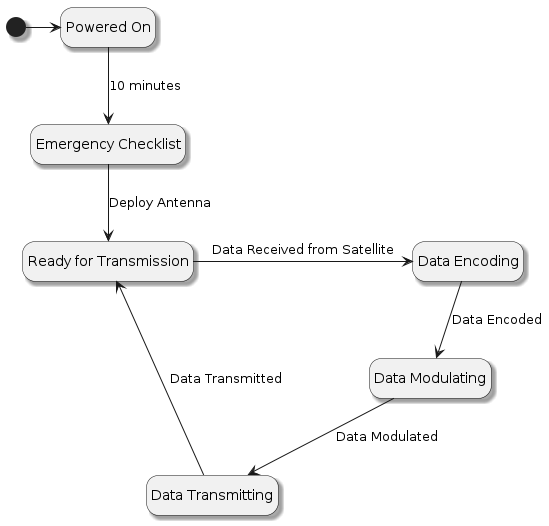 Powered On
10 minutes
Emergency Checklist
Deploy Antenna
Data Received from Satellite
Ready for Transmission
Data Encoding
Data Encoded
Data Transmitted
Data Modulating
Data Modulated
Data Transmitting